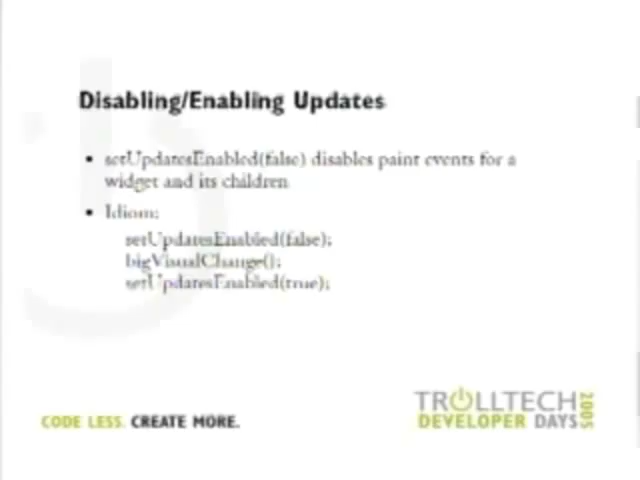 Disabling/Enabling Updates
• setUpdatesEnabled(false) disables paint events for a
widget and its children
• Idiom:
setUpdatesEnabled(false);
bigVisualChange();
setUpdatesEnabled(true);
CODE LESS. CREATE MORE.
TROLLTECH
DEVELOPER DAYS
2005